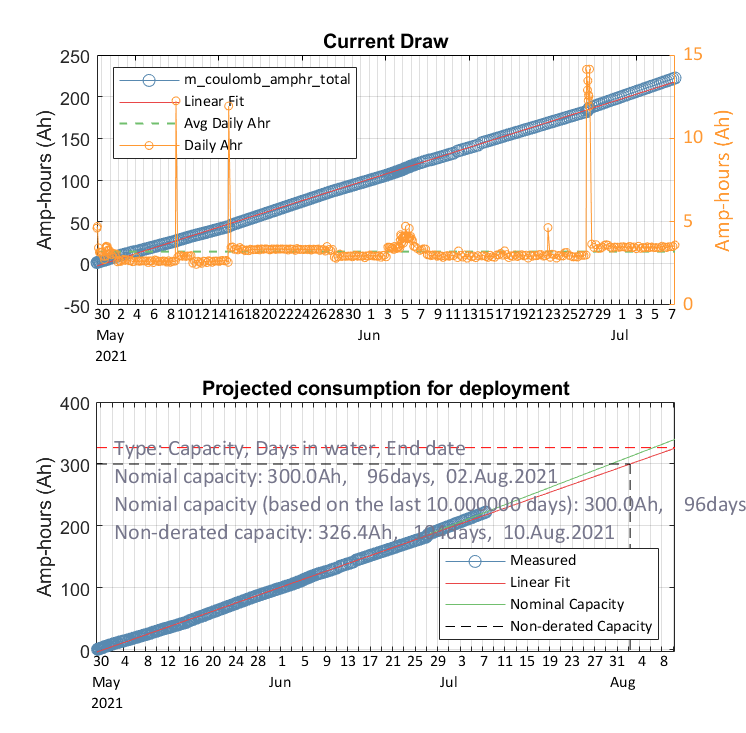 Current Draw
250
200
150
100
50
0
-50
Amp-hours (Ah)
15
10
5
0
Amp-hours (Ah)
m_coulomb_amphr_total
Linear Fit
Avg Daily Ahr
Daily Ahr
30 2 4 6 8 10 12 14 16 18 20 22 24 26 28 30 1 3 5 7 9 11 13 15 17 19 21 23 25 27 29 1 3 5 7
May Jun Jul
2021
Projected consumption for deployment
400
300
200
100
0
Amp-hours (Ah)
Type: Capacity, Days in water, End date
Nomial capacity: 300.0Ah, 96days, 02.Aug.2021
Nomial capacity (based on the last 10.000000 days): 300.0Ah, 96days
Non-derated capacity: 326.4Ah, 104days, 10.Aug.2021
Measured
Linear Fit
Nominal Capacity
Non-derated Capacity
30 4 8 12 16 20 24 28 1 5 9 13 17 21 25 29 3 7 11 15 19 23 27 31 4 8
May Jun Jul Aug
2021